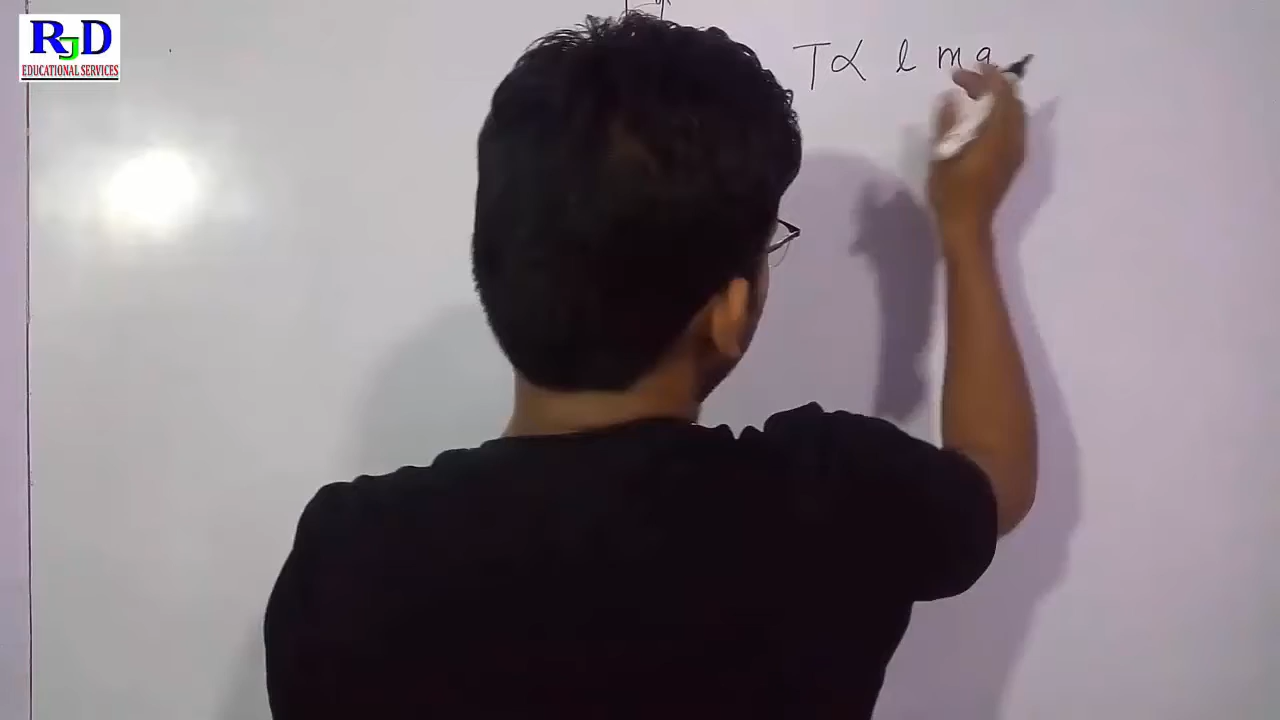 RJD
EDUCATIONAL SERVICES
T∝ l m g